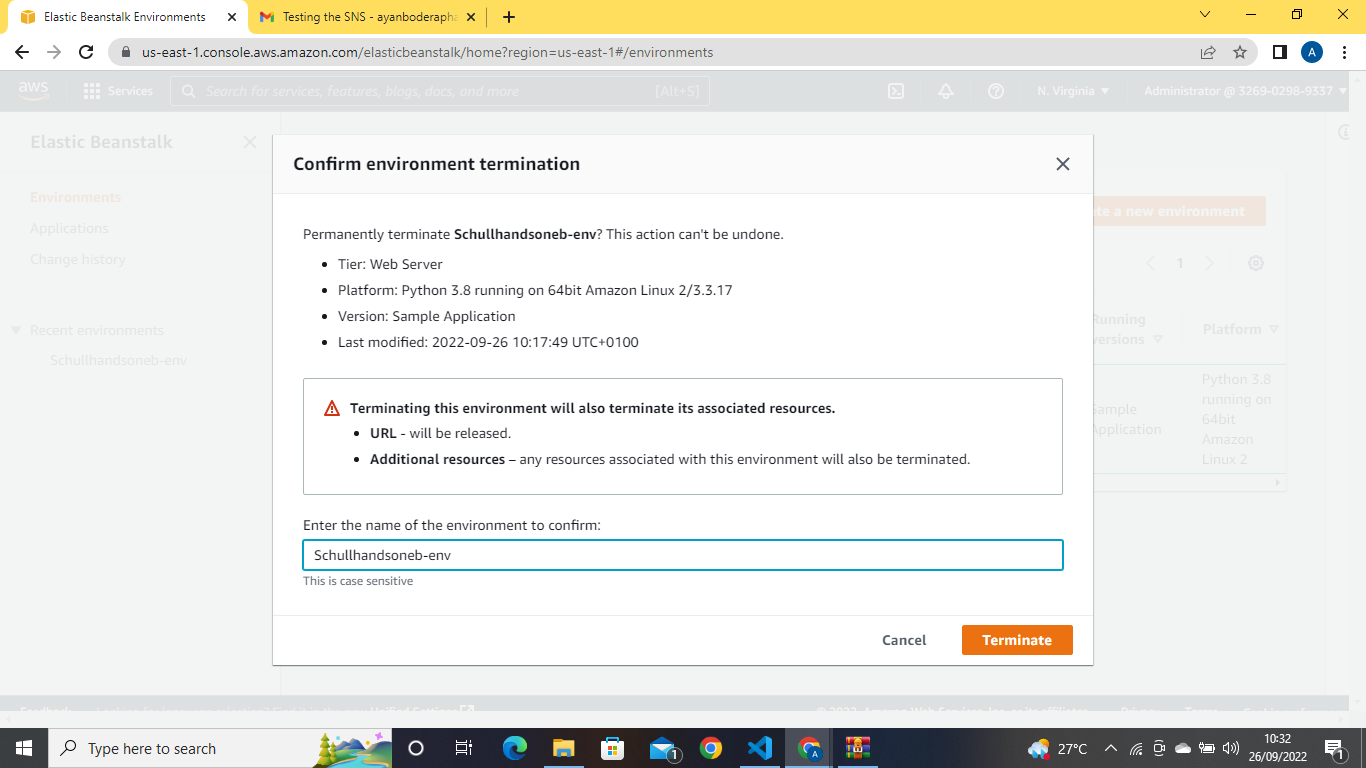 Elastic Beanstalk Environments
Testing the SNS - ayanboderapha
us-east-1.console.aws.amazon.com/elasticbeanstalk/home?region=us-east-1#/environments
A
aws
Services
Search for services, features, blogs, docs, and more
[Alt+S]
N. Virginia
Administrator @ 3269-0298-9337
Elastic Beanstalk
Environments
Applications
Change history
Recent environments
Schullhandsoneb-env
Confirm environment termination
Permanently terminate Schullhandsoneb-env? This action can't be undone.
Tier: Web Server
Platform: Python 3.8 running on 64bit Amazon Linux 2/3.3.17
Version: Sample Application
Last modified: 2022-09-26 10:17:49 UTC+0100
Terminating this environment will also terminate its associated resources.
URL - will be released.
Additional resources – any resources associated with this environment will also be terminated.
Enter the name of the environment to confirm:
Schullhandsoneb-env
This is case sensitive
Cancel
Terminate
te a new environment
1
Running
versions
Platform
Sample
Application
Python 3.8
running on
64bit
Amazon
Linux 2
Type here to search
1
A
27°C
10:32
26/09/2022
1